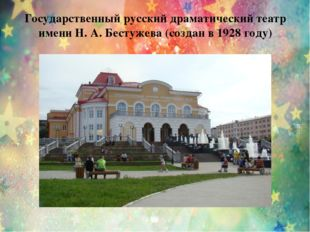 Государственный русский драматический театр
имени Н. А. Бестужева (создан в 1928 году)